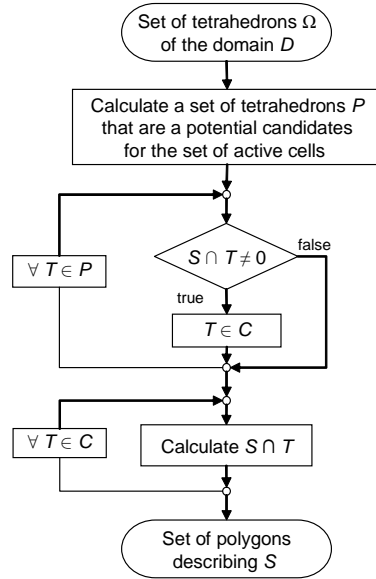 Set of tetrahedrons Ω
of the domain D
Calculate a set of tetrahedrons P
that are a potential candidates
for the set of active cells
S ∩ T ≠ 0
false
∀ T ∈ P
true
T ∈ C
∀ T ∈ C
Calculate S ∩ T
Set of polygons
describing S